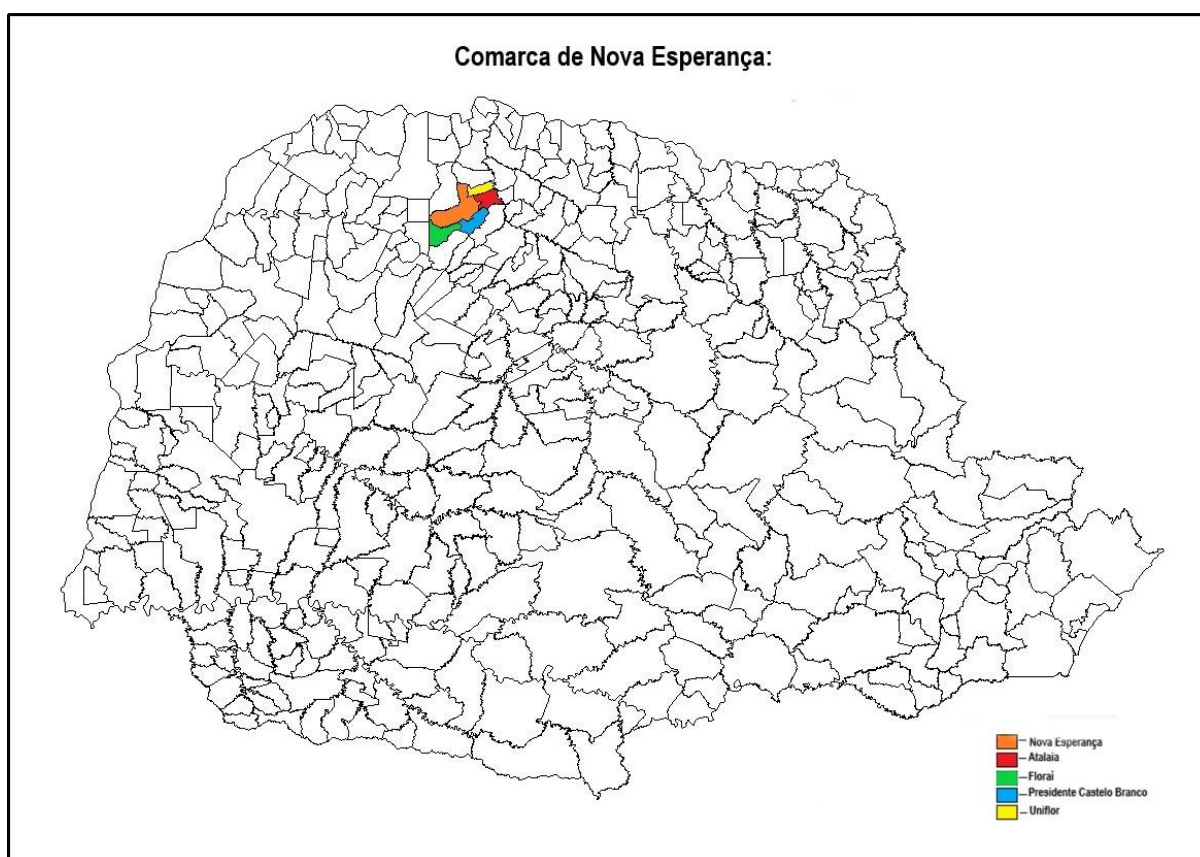 Comarca de Nova Esperança:
Nova Esperança
Atalaia
Floraí
Presidente Castelo Branco
Uniflor